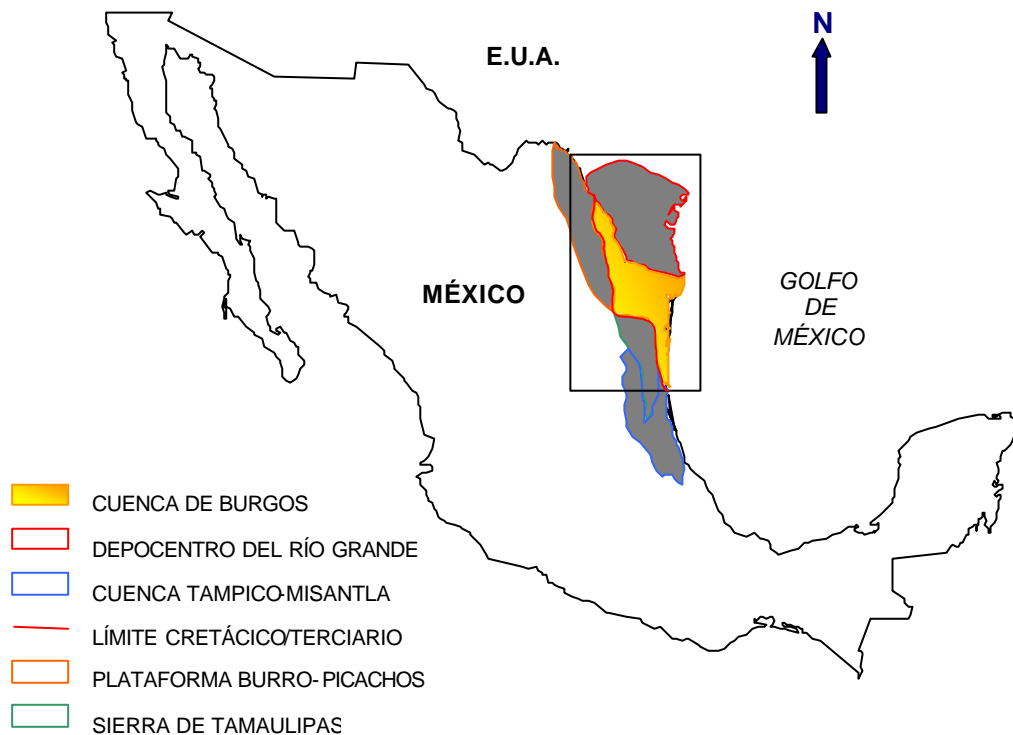 N
E.U.A.
MÉXICO
GOLFO
DE
MÉXICO
CUENCA DE BURGOS
DEPOCENTRO DEL RÍO GRANDE
CUENCA TAMPICO-MISANTLA
LÍMITE CRETÁCICO/TERCIARIO
PLATAFORMA BURRO-PICACHOS
SIERRA DE TAMAULIPAS